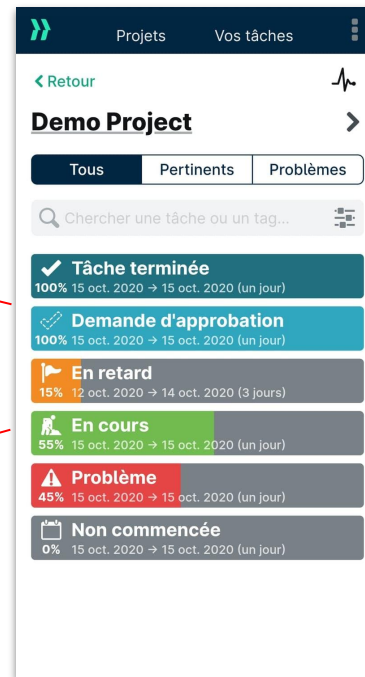 Projets Vos tâches
Retour
Demo Project
Tous Pertinents Problèmes
Chercher une tâche ou un tag...
Tâche terminée
100% 15 oct. 2020 → 15 oct. 2020 (un jour)
Demande d'approbation
100% 15 oct. 2020 → 15 oct. 2020 (un jour)
En retard
15% 12 oct. 2020 → 14 oct. 2020 (3 jours)
En cours
55% 15 oct. 2020 → 15 oct. 2020 (un jour)
Problème
45% 15 oct. 2020 → 15 oct. 2020 (un jour)
Non commencée
0% 15 oct. 2020 → 15 oct. 2020 (un jour)